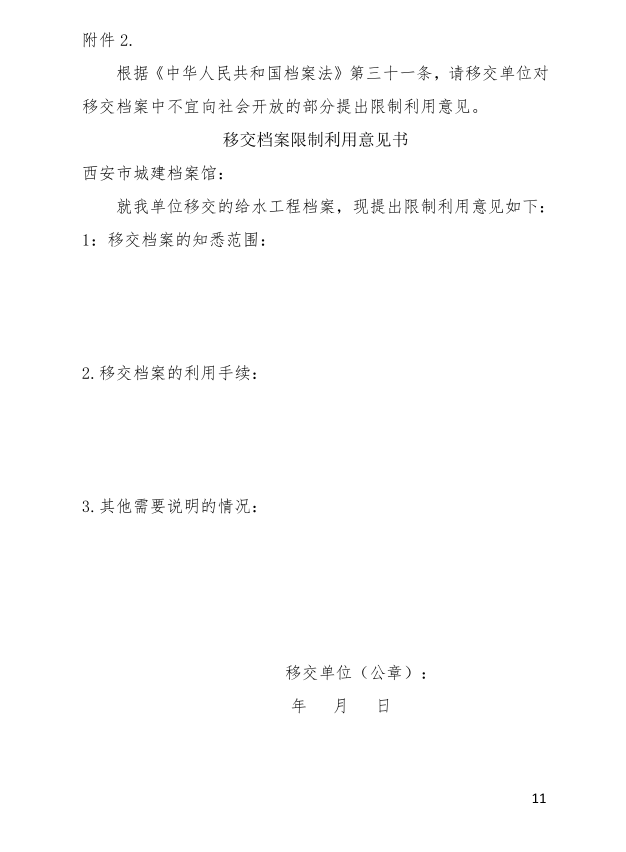 附件 2.
根据《中华人民共和国档案法》第三十一条，请移交单位对
移交档案中不宜向社会开放的部分提出限制利用意见。
移交档案限制利用意见书
西安市城建档案馆：
就我单位移交的给水工程档案，现提出限制利用意见如下：
1：移交档案的知悉范围：
2.移交档案的利用手续：
3.其他需要说明的情况：
移交单位（公章）：
年 月 日
11